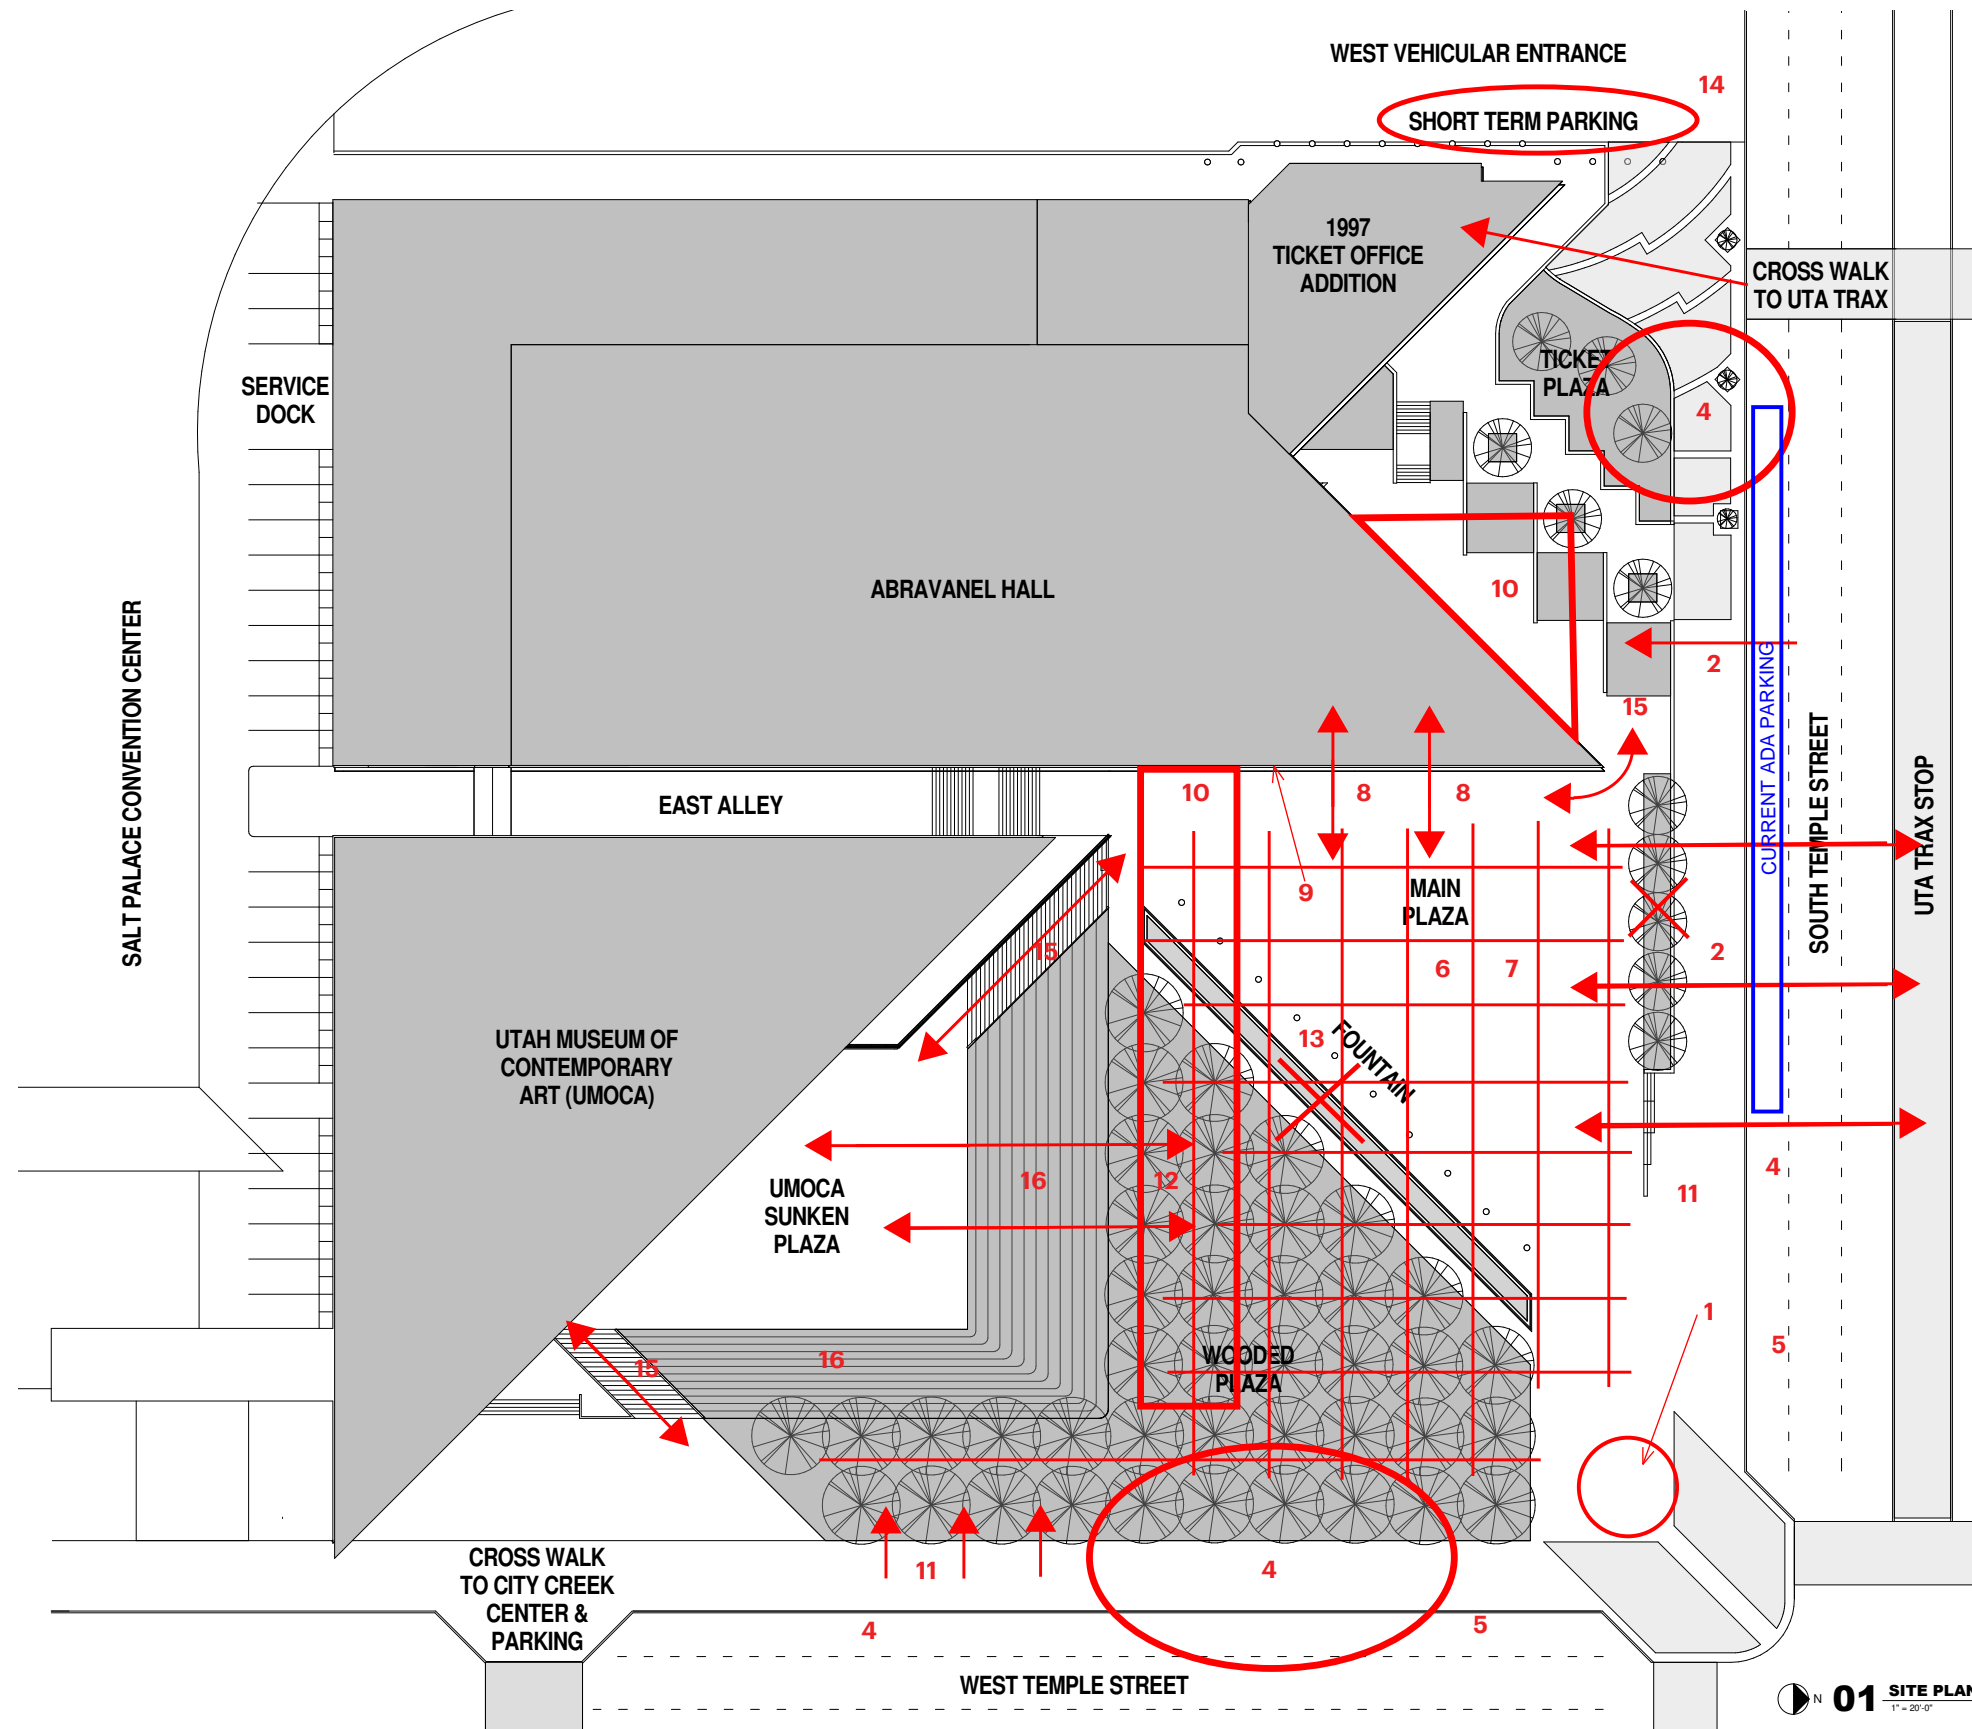 WEST VEHICULAR ENTRANCE
14
SHORT TERM PARKING
1997
TICKET OFFICE
ADDITION
CROSS WALK
TO UTA TRAX
TICKET
PLAZA
4
SERVICE
DOCK
ABRAVANEL HALL
10
2
15
CURRENT ADA PARKING
SOUTH TEMPLE STREET
UTA TRAX STOP
SALT PALACE CONVENTION CENTER
EAST ALLEY
10
8
8
9
MAIN
PLAZA
15
6
7
2
UTAH MUSEUM OF
CONTEMPORARY
ART (UMOCA)
13
FOUNTAIN
UMOCA
SUNKEN
PLAZA
16
12
4
11
1
5
16
15
WOODED
PLAZA
CROSS WALK
TO CITY CREEK
CENTER &
PARKING
11
4
4
5
WEST TEMPLE STREET
N
01
SITE PLAN
1" = 20'-0"